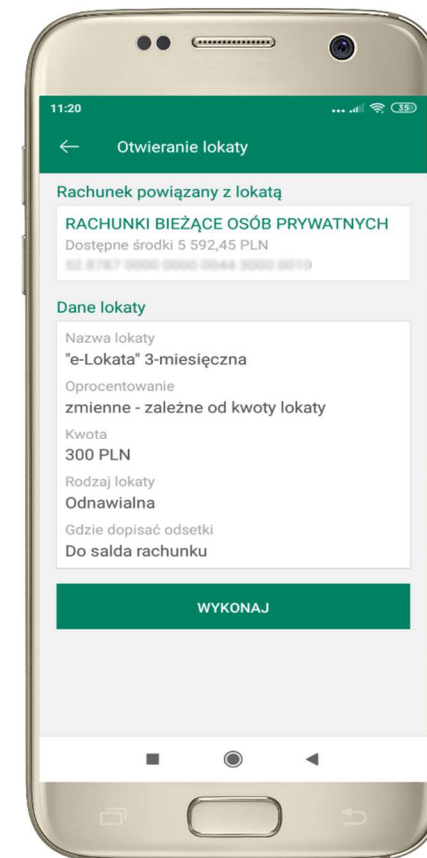 11:20
35
Otwieranie lokaty
Rachunek powiązany z lokatą
RACHUNKI BIEŻĄCE OSÓB PRYWATNYCH
Dostępne środki 5 592,45 PLN
Dane lokaty
Nazwa lokaty
"e-Lokata" 3-miesięczna
Oprocentowanie
zmienne - zależne od kwoty lokaty
Kwota
300 PLN
Rodzaj lokaty
Odnawialna
Gdzie dopisać odsetki
Do salda rachunku
WYKONAJ